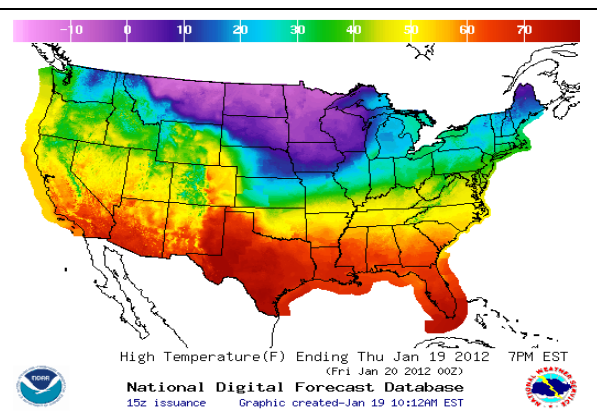 -10 0 10 20 30 40 50 60 70
High Temperature(F) Ending Thu Jan 19 2012 7PM EST
(Fri Jan 20 2012 00Z)
National Digital Forecast Database
15z issuance Graphic created-Jan 19 10:12AM EST
NOAA